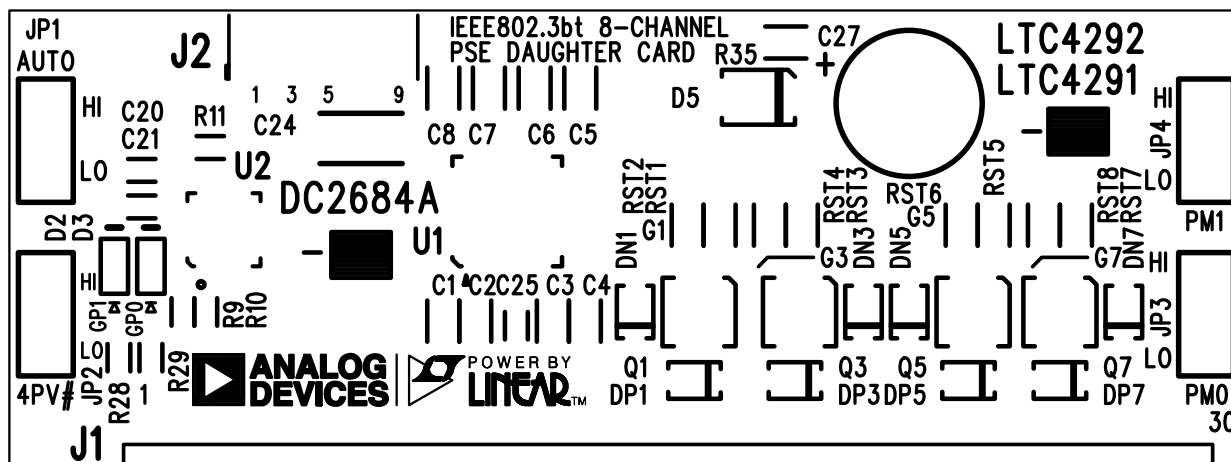 JP1
AUTO
HI
LO
J2
IEEE802.3bt 8-CHANNEL
PSE DAUGHTER CARD
R35
C27
+
LTC4292
LTC4291
D5
HI
JP4
LO
PM1
C20
C21
R11
1 3 5 9
C24
C8 C7 C6 C5
U2
DC2684A
U1
RST2
RST1
G1
RST4
RST3
RST6
G5
RST5
RST8
RST7
D2
D3
HI
GP1
GP0
R9
R10
C1 C2 C25 C3 C4
DN1
G3
DN3
DN5
G7
DN7
HI
JP3
LO
PM0
LO
4PV#
JP2
R28
1
R29
ANALOG
DEVICES
POWER BY
LINEAR™
Q1
DP1
Q3
DP3
Q5
DP5
Q7
DP7
30
J1